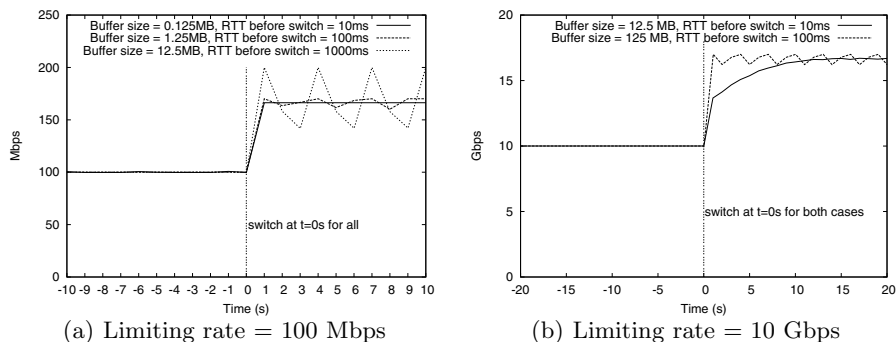 Buffer size = 0.125MB, RTT before switch = 10ms
Buffer size = 1.25MB, RTT before switch = 100ms
Buffer size = 12.5MB, RTT before switch = 1000ms
250
200
150
100
50
0
Mbps
switch at t=0s for all
-10 -9 -8 -7 -6 -5 -4 -3 -2 -1 0 1 2 3 4 5 6 7 8 9 10
Time (s)
(a) Limiting rate = 100 Mbps
Buffer size = 12.5 MB, RTT before switch = 10ms
Buffer size = 125 MB, RTT before switch = 100ms
20
15
10
5
0
Gbps
switch at t=0s for both cases
-20 -15 -10 -5 0 5 10 15 20
Time (s)
(b) Limiting rate = 10 Gbps